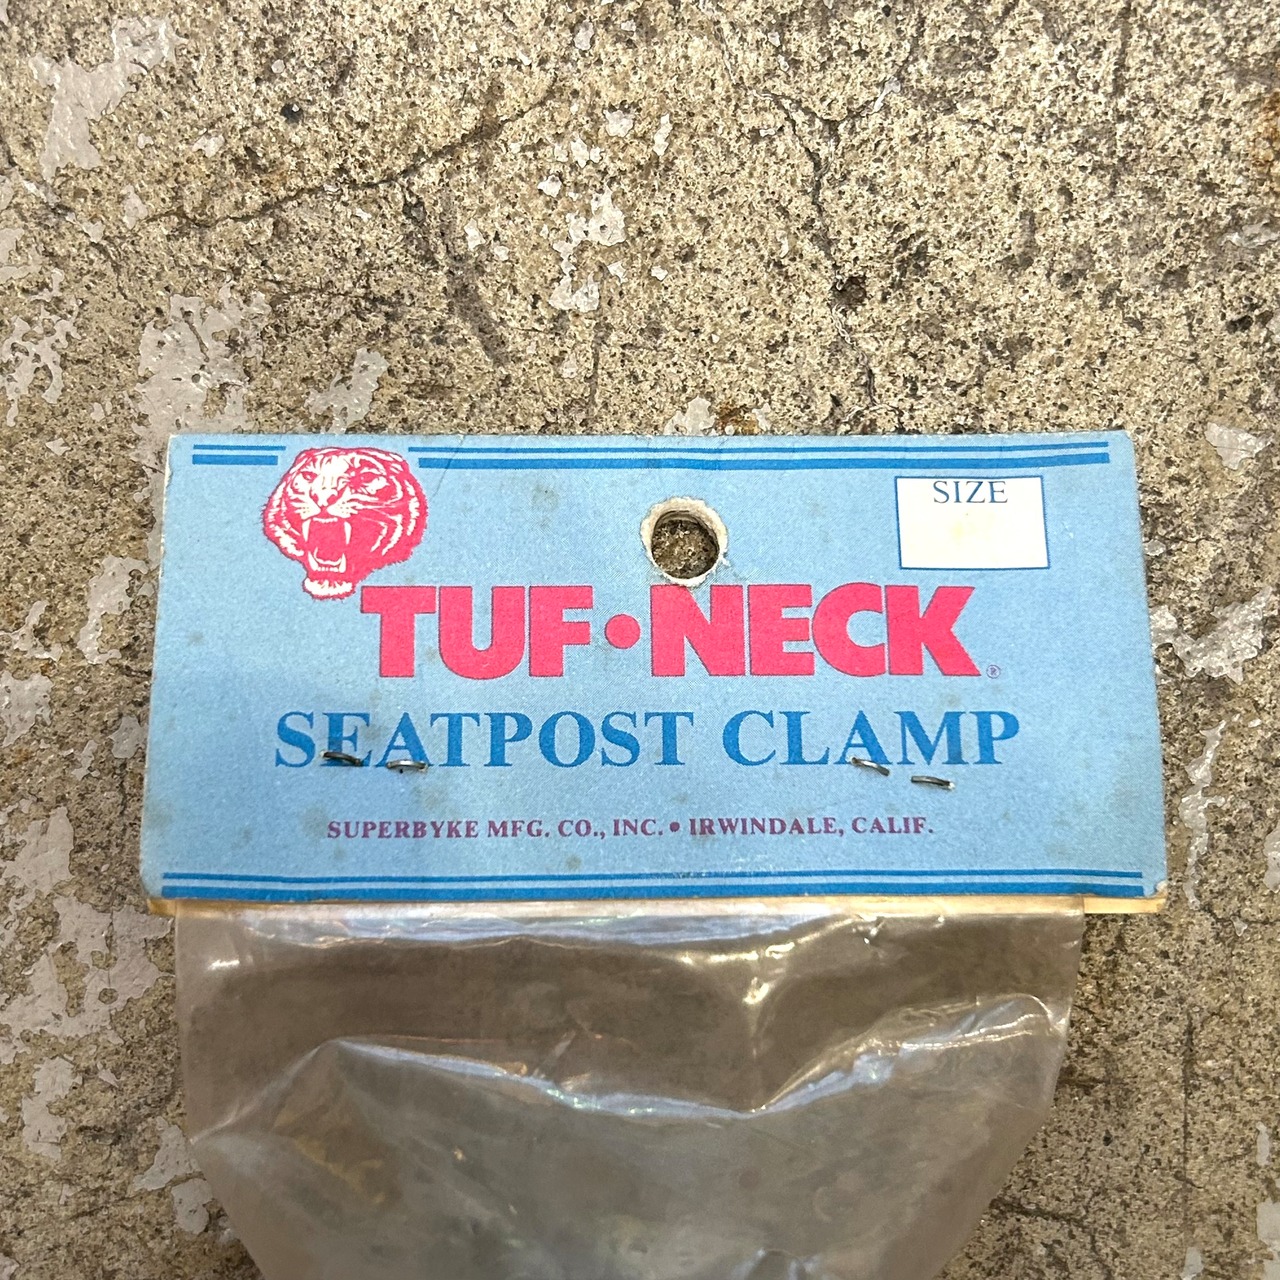 SIZE
TUF•NECK®
SEATPOST CLAMP
SUPERBYKE MFG. CO., INC. • IRWINDALE, CALIF.